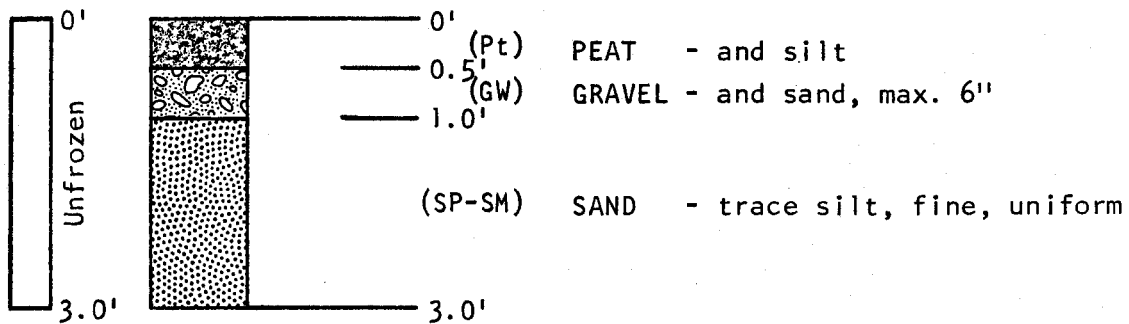 0' 0'
(Pt) PEAT - and silt
0.5'
(GW) GRAVEL - and sand, max. 6"
1.0'
Unfrozen
(SP-SM) SAND - trace silt, fine, uniform
3.0' 3.0'